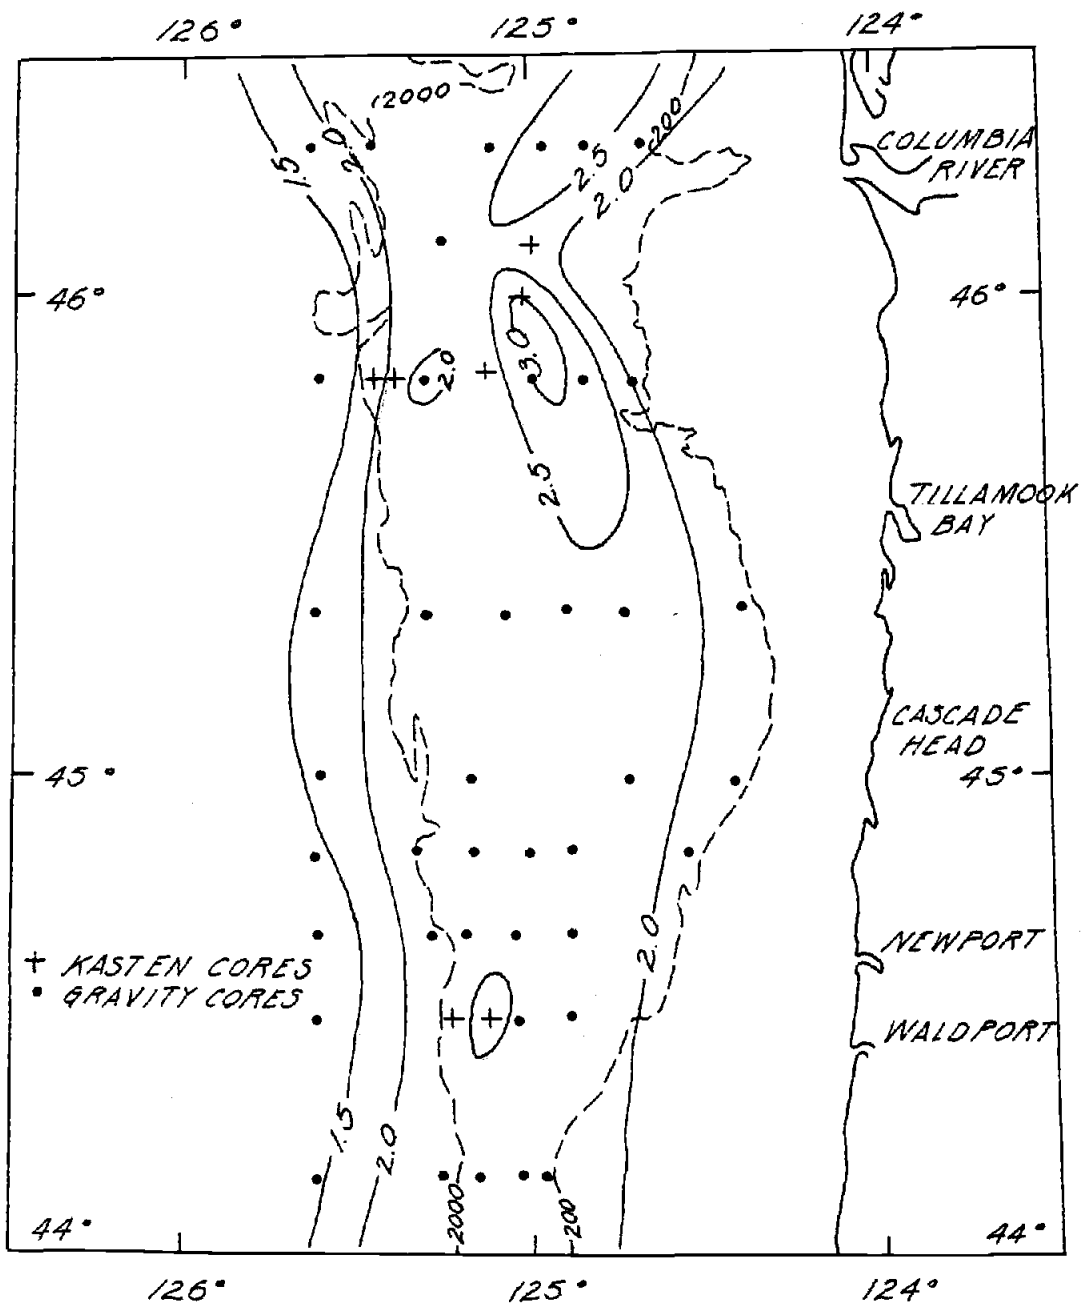 126° 125° 124°
2000
200
2.0
1.5
2.5
2.0
COLUMBIA
RIVER
46° 46°
3.0
2.0
2.5
TILLAMOOK
BAY
CASCADE
HEAD
45° 45°
2.0
NEWPORT
+ KASTEN CORES
• GRAVITY CORES
WALDPORT
1.5
2.0
2000
200
44° 44°
126° 125° 124°